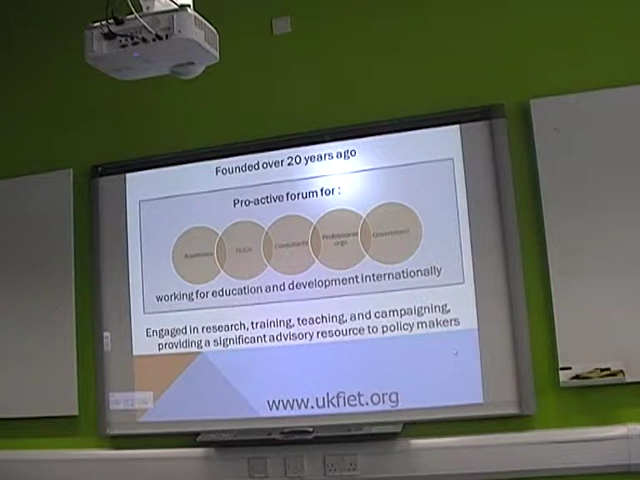 Founded over 20 years ago
Pro-active forum for :
Academics
NGOs
Consultants
Professional
orgs
Government
working for education and development internationally
Engaged in research, training, teaching, and campaigning,
providing a significant advisory resource to policy makers
www.ukfiet.org